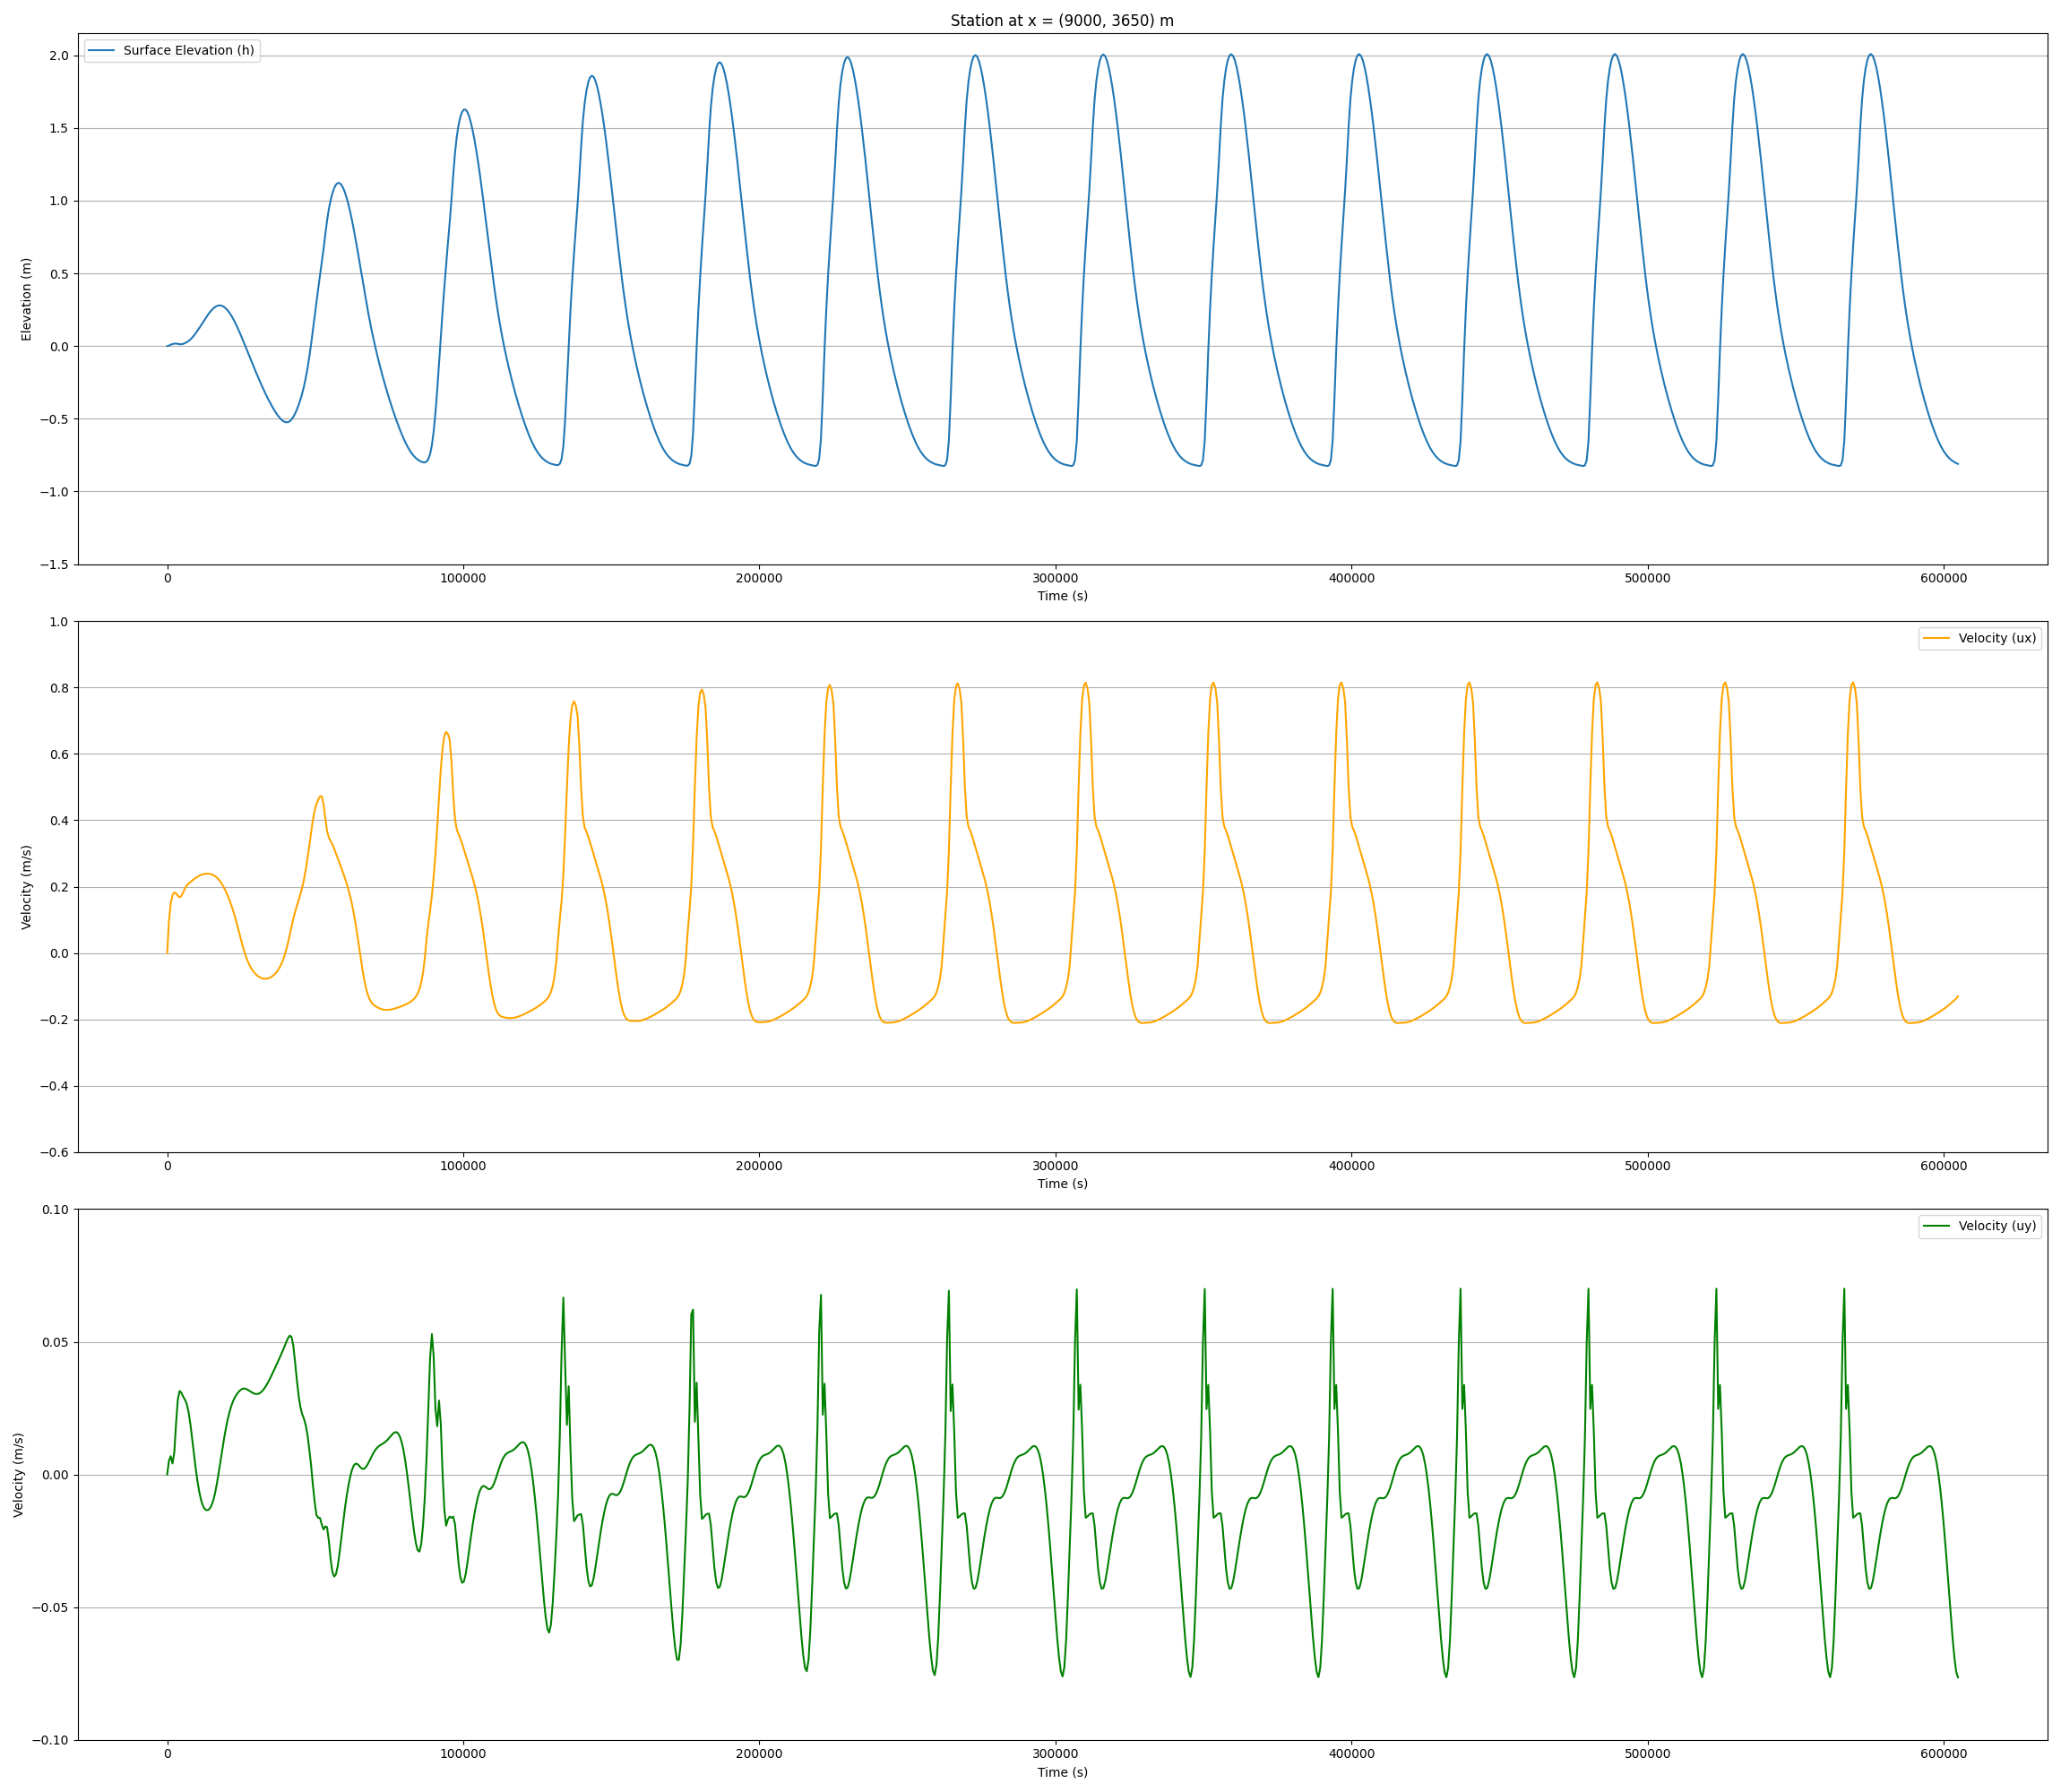 Station at x = (9000, 3650) m
Surface Elevation (h)
Elevation (m)
2.0
1.5
1.0
0.5
0.0
−0.5
−1.0
−1.5
0 100000 200000 300000 400000 500000 600000
Time (s)
Velocity (ux)
Velocity (m/s)
1.0
0.8
0.6
0.4
0.2
0.0
−0.2
−0.4
−0.6
0 100000 200000 300000 400000 500000 600000
Time (s)
Velocity (uy)
Velocity (m/s)
0.10
0.05
0.00
−0.05
−0.10
0 100000 200000 300000 400000 500000 600000
Time (s)